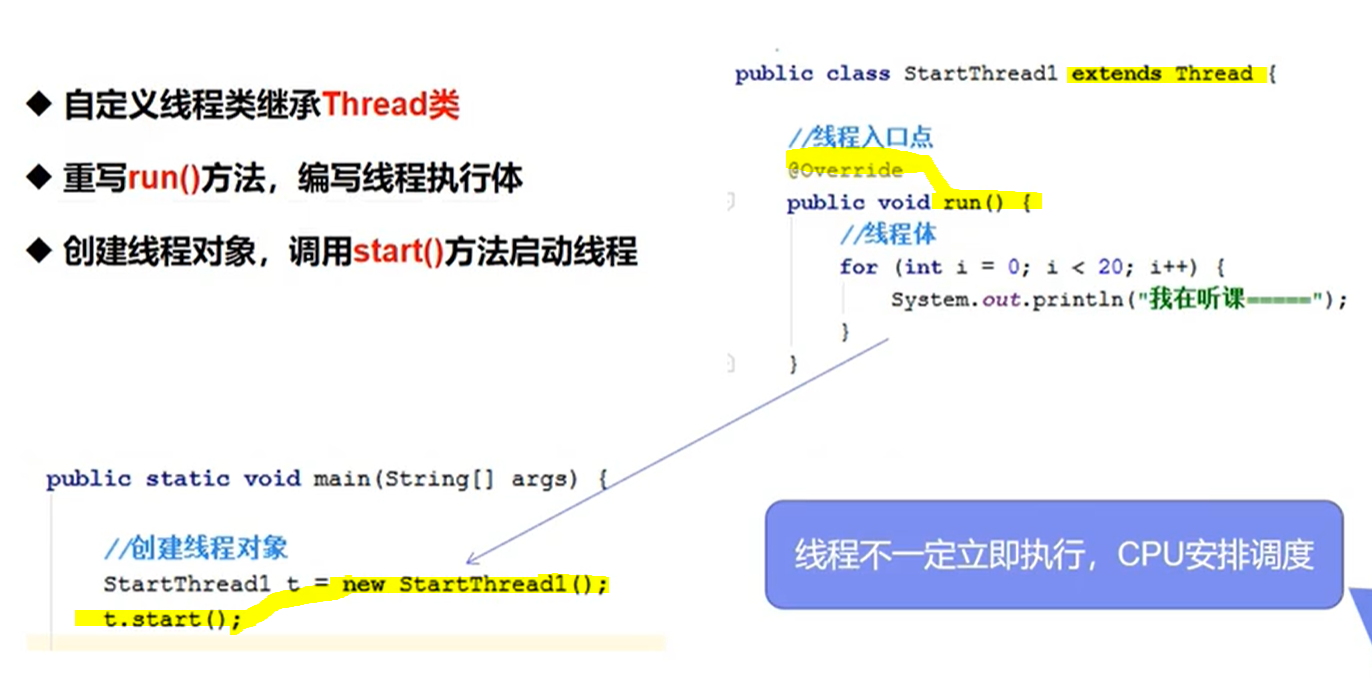 ◆ 自定义线程类继承Thread类
◆ 重写run()方法，编写线程执行体
◆ 创建线程对象，调用start()方法启动线程
public class StartThread1 extends Thread {
//线程入口点
@Override
public void run() {
//线程体
for (int i = 0; i < 20; i++) {
System.out.println("我在听课=====");
}
}
public static void main(String[] args) {
//创建线程对象
StartThread1 t = new StartThread1();
t.start();
线程不一定立即执行，CPU安排调度